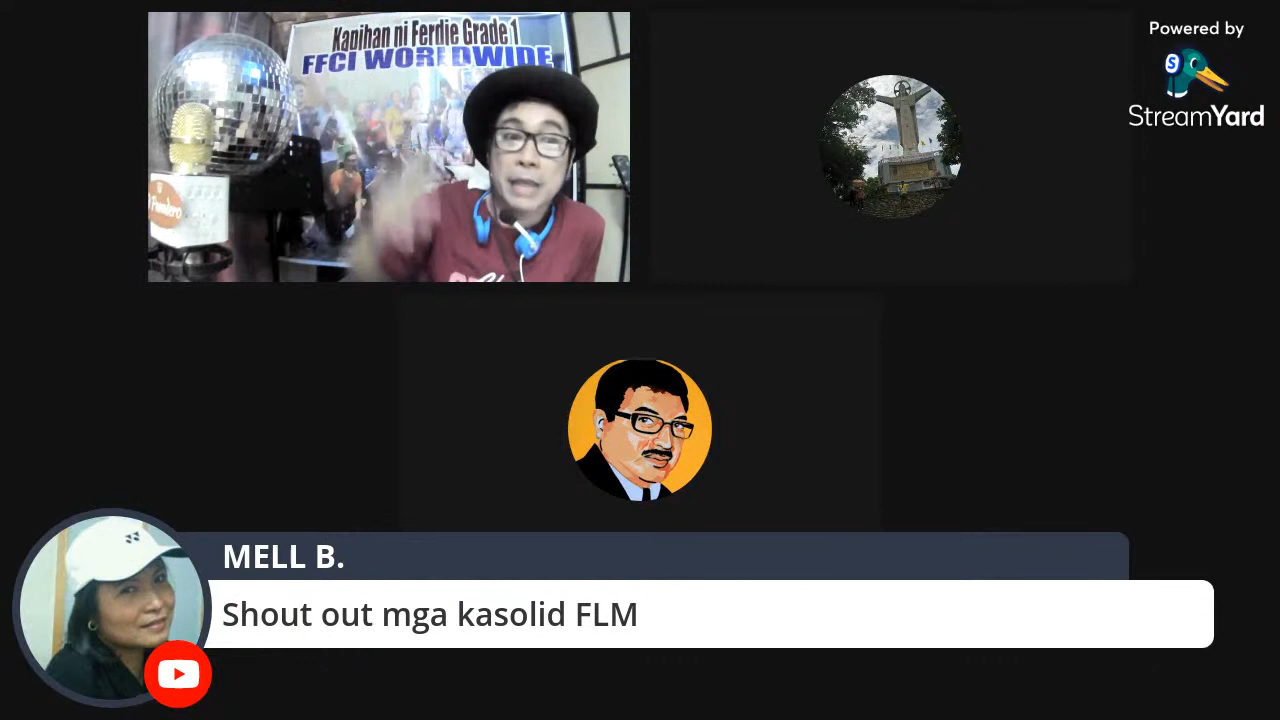 Kapihan ni Ferdie Grade 1
FFCI WORLDWIDE
Powered by
StreamYard
MELL B.
Shout out mga kasolid FLM